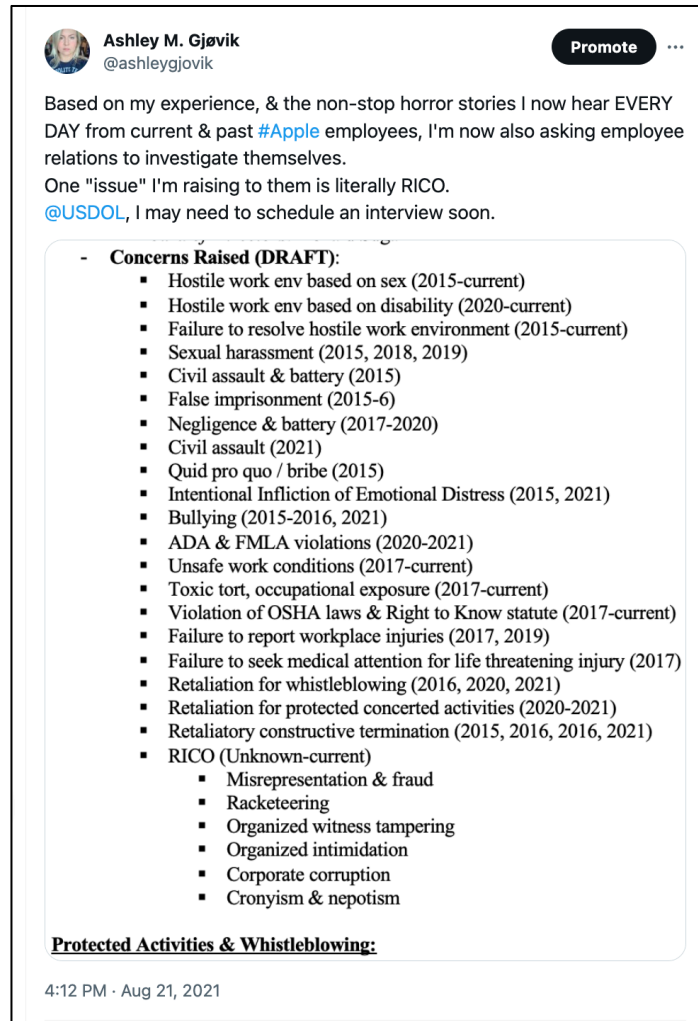 Ashley M. Gjøvik
@ashleygjovik
Promote
Based on my experience, & the non-stop horror stories I now hear EVERY
DAY from current & past #Apple employees, I'm now also asking employee
relations to investigate themselves.
One "issue" I'm raising to them is literally RICO.
@USDOL, I may need to schedule an interview soon.
- Concerns Raised (DRAFT):
▪ Hostile work env based on sex (2015-current)
▪ Hostile work env based on disability (2020-current)
▪ Failure to resolve hostile work environment (2015-current)
▪ Sexual harassment (2015, 2018, 2019)
▪ Civil assault & battery (2015)
▪ False imprisonment (2015-6)
▪ Negligence & battery (2017-2020)
▪ Civil assault (2021)
▪ Quid pro quo / bribe (2015)
▪ Intentional Infliction of Emotional Distress (2015, 2021)
▪ Bullying (2015-2016, 2021)
▪ ADA & FMLA violations (2020-2021)
▪ Unsafe work conditions (2017-current)
▪ Toxic tort, occupational exposure (2017-current)
▪ Violation of OSHA laws & Right to Know statute (2017-current)
▪ Failure to report workplace injuries (2017, 2019)
▪ Failure to seek medical attention for life threatening injury (2017)
▪ Retaliation for whistleblowing (2016, 2020, 2021)
▪ Retaliation for protected concerted activities (2020-2021)
▪ Retaliatory constructive termination (2015, 2016, 2016, 2021)
▪ RICO (Unknown-current)
▪ Misrepresentation & fraud
▪ Racketeering
▪ Organized witness tampering
▪ Organized intimidation
▪ Corporate corruption
▪ Cronyism & nepotism
Protected Activities & Whistleblowing:
4:12 PM · Aug 21, 2021